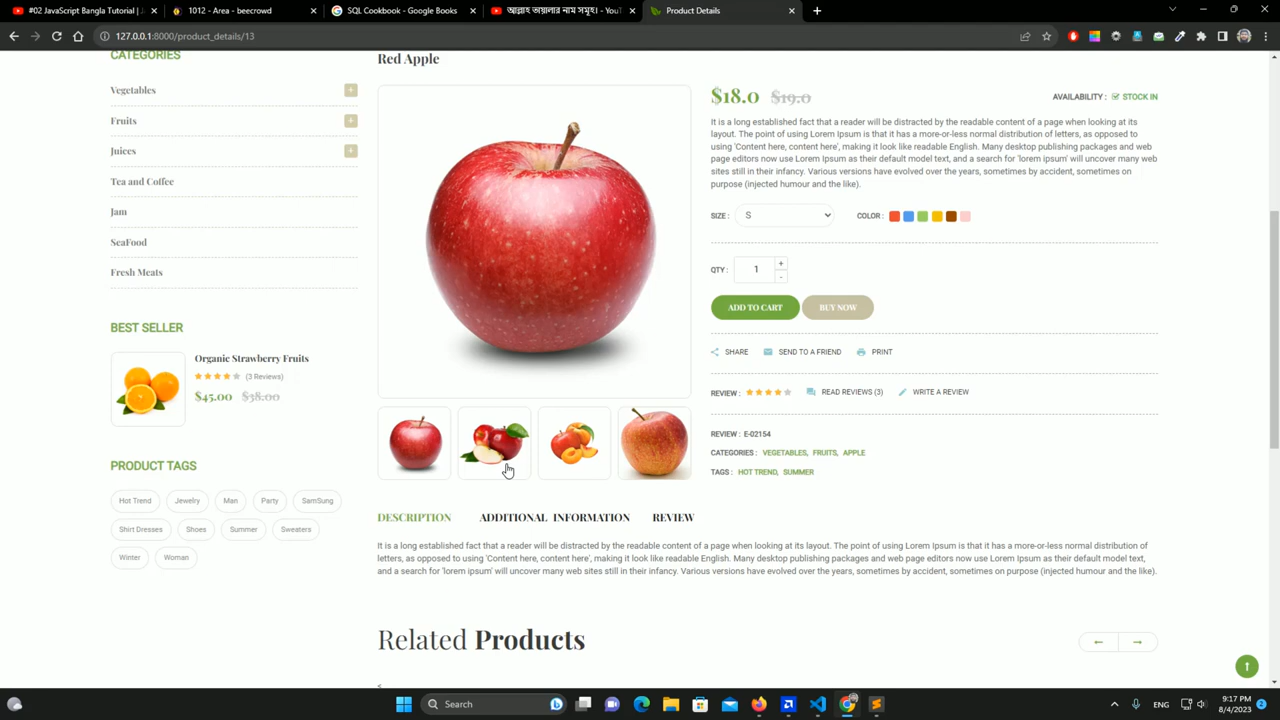 #02 JavaScript Bangla Tutorial |
1012 - Area - beecrowd
SQL Cookbook - Google Books
আল্লাহ তায়ালার নাম সমূহ। - YouT
Product Details
127.0.0.1:8000/product_details/13
CATEGORIES
Vegetables +
Fruits +
Juices +
Tea and Coffee
Jam
SeaFood
Fresh Meats
BEST SELLER
Organic Strawberry Fruits
(3 Reviews)
$45.00 $38.00
PRODUCT TAGS
Hot Trend Jewelry Man Party SamSung
Shirt Dresses Shoes Summer Sweaters
Winter Woman
Red Apple
$18.0 $19.0
AVAILABILITY : STOCK IN
It is a long established fact that a reader will be distracted by the readable content of a page when looking at its
layout. The point of using Lorem Ipsum is that it has a more-or-less normal distribution of letters, as opposed to
using 'Content here, content here', making it look like readable English. Many desktop publishing packages and web
page editors now use Lorem Ipsum as their default model text, and a search for 'lorem ipsum' will uncover many web
sites still in their infancy. Various versions have evolved over the years, sometimes by accident, sometimes on
purpose (injected humour and the like).
SIZE : S COLOR :
QTY : 1 + -
ADD TO CART BUY NOW
SHARE SEND TO A FRIEND PRINT
REVIEW : READ REVIEWS (3) WRITE A REVIEW
REVIEW : E-02154
CATEGORIES : VEGETABLES, FRUITS, APPLE
TAGS : HOT TREND, SUMMER
DESCRIPTION ADDITIONAL INFORMATION REVIEW
It is a long established fact that a reader will be distracted by the readable content of a page when looking at its layout. The point of using Lorem Ipsum is that it has a more-or-less normal distribution of
letters, as opposed to using 'Content here, content here', making it look like readable English. Many desktop publishing packages and web page editors now use Lorem Ipsum as their default model text,
and a search for 'lorem ipsum' will uncover many web sites still in their infancy. Various versions have evolved over the years, sometimes by accident, sometimes on purpose (injected humour and the like).
Related Products
<
Search
ENG
9:17 PM
8/4/2023
2